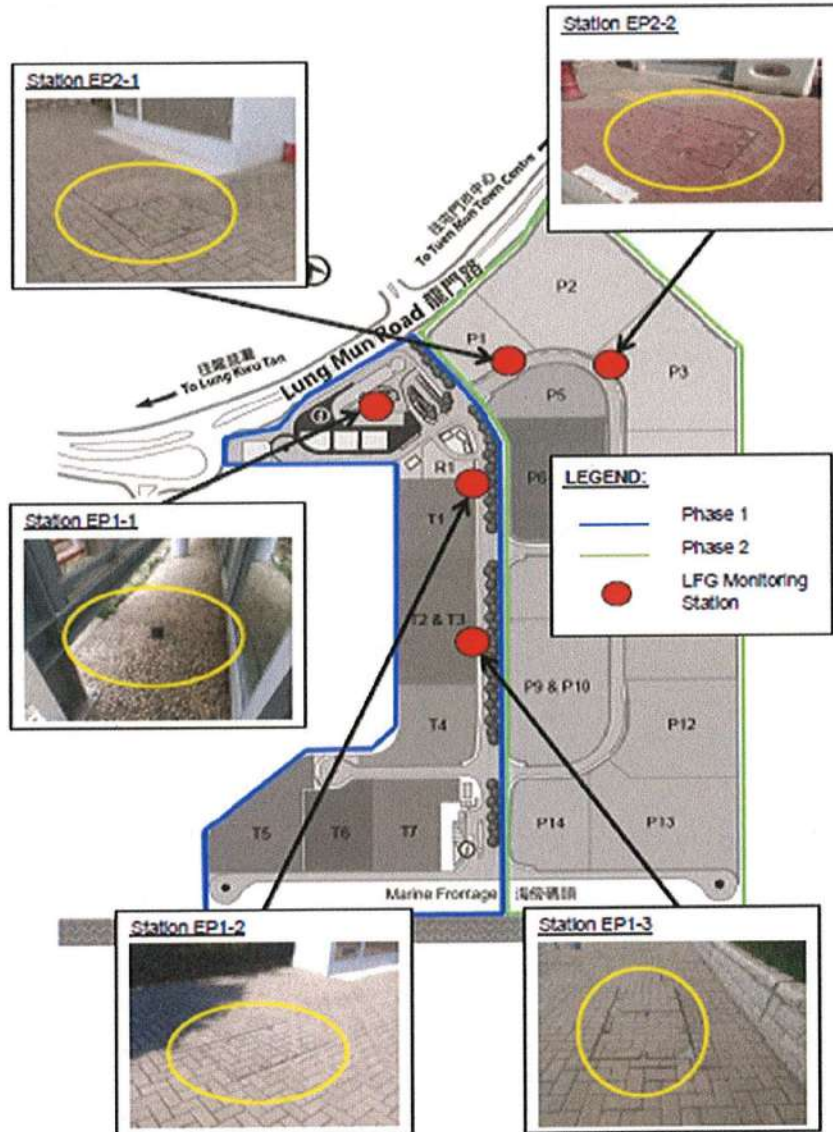 Station EP2-2
Station EP2-1
往屯門市中心
To Tuen Mun Town Centre
Lung Mun Road 龍門路
往龍鼓灘
To Lung Kwu Tan
P2
P1
P3
P5
P6
R1
T1
LEGEND:
Phase 1
Phase 2
LFG Monitoring
Station
Station EP1-1
T2 & T3
P9 & P10
T4
P12
T5
T6
T7
P14
P13
Marine Frontage
海傍碼頭
Station EP1-2
Station EP1-3